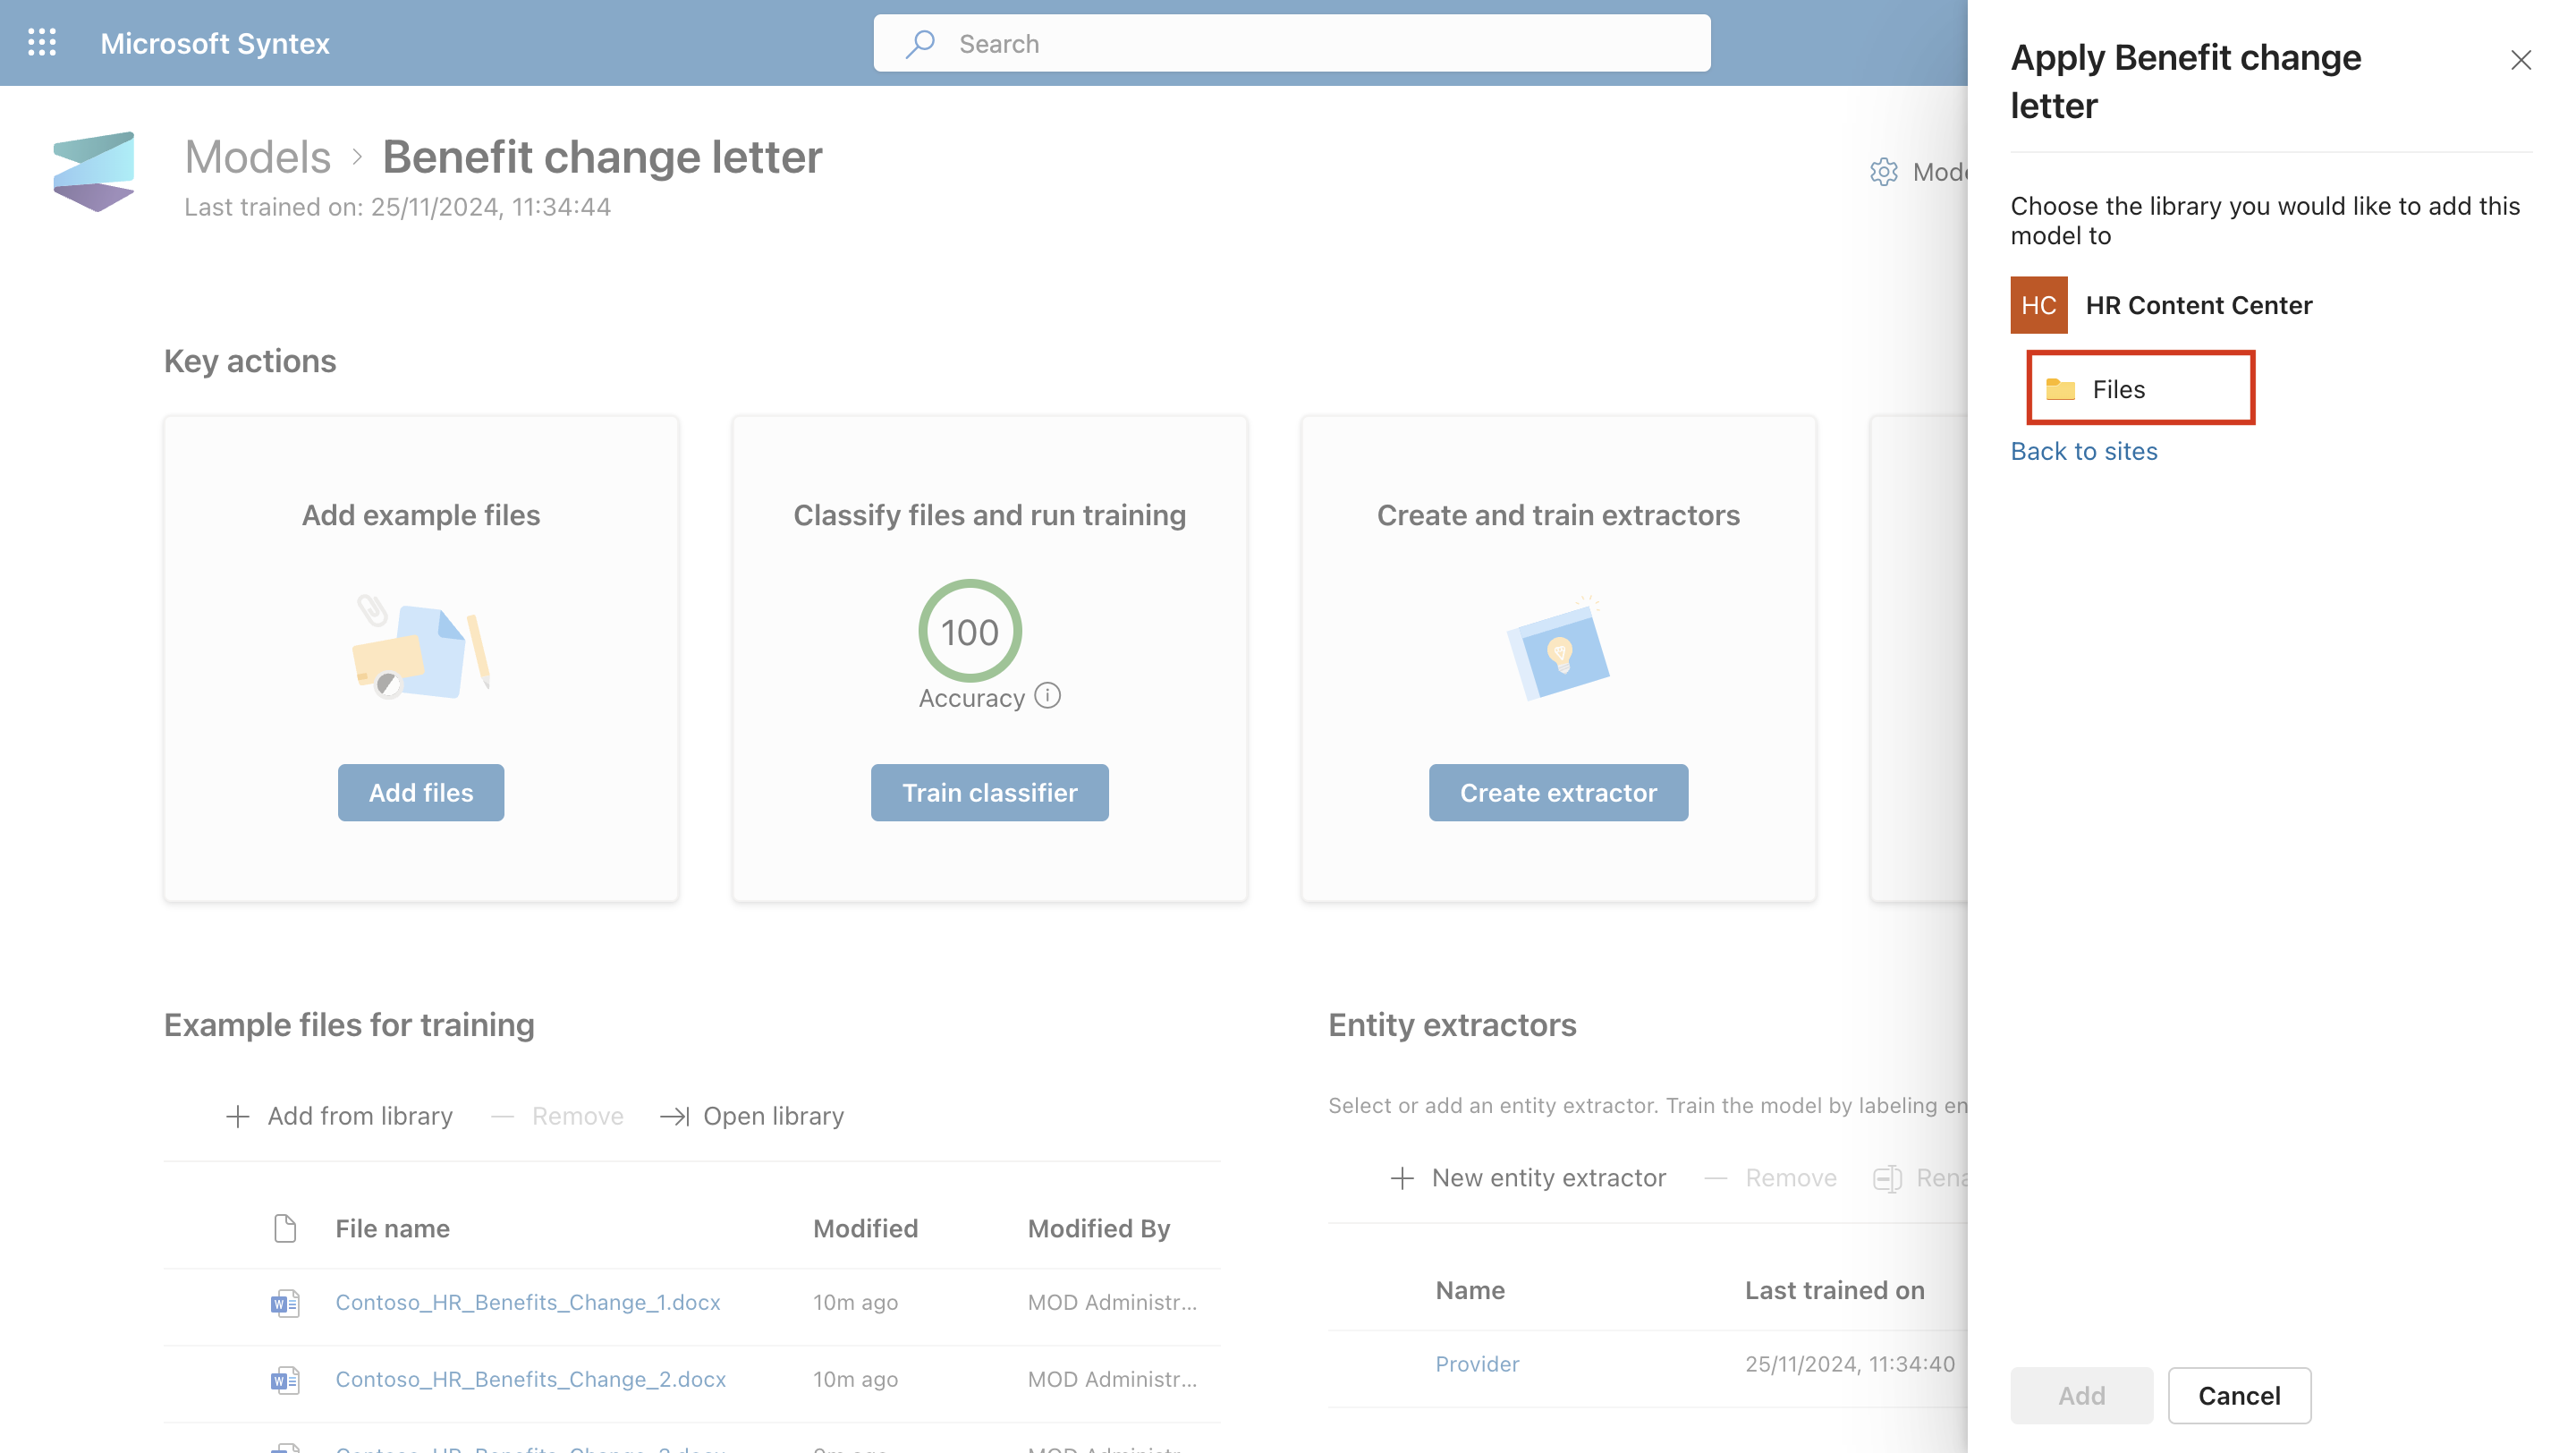 Microsoft Syntex
Search
Models > Benefit change letter
Last trained on: 25/11/2024, 11:34:44
Key actions
Add example files
Add files
Classify files and run training
100
Accuracy
Train classifier
Create and train extractors
Create extractor
Example files for training
Add from library Remove Open library
File name Modified Modified By
Contoso_HR_Benefits_Change_1.docx 10m ago MOD Administr...
Contoso_HR_Benefits_Change_2.docx 10m ago MOD Administr...
Entity extractors
Select or add an entity extractor. Train the model by labeling en
New entity extractor Remove Rena
Name Last trained on
Provider 25/11/2024, 11:34:40
Apply Benefit change
letter
Choose the library you would like to add this
model to
HC HR Content Center
Files
Back to sites
Add Cancel